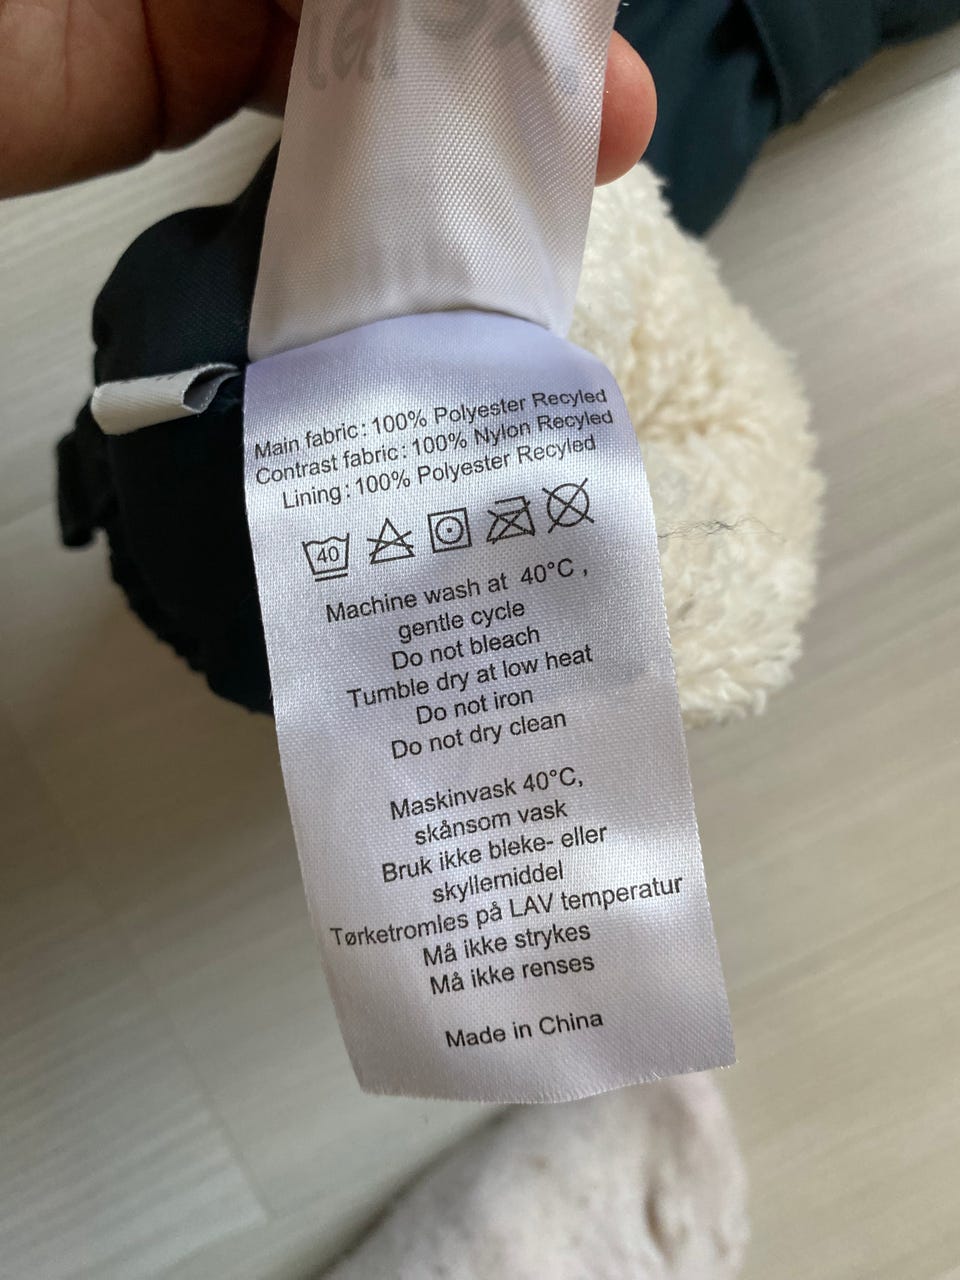 Main fabric: 100% Polyester Recyled
Contrast fabric: 100% Nylon Recyled
Lining: 100% Polyester Recyled
40
Machine wash at 40°C ,
gentle cycle
Do not bleach
Tumble dry at low heat
Do not iron
Do not dry clean
Maskinvask 40°C,
skånsom vask
Bruk ikke bleke- eller
skyllemiddel
Tørketromles på LAV temperatur
Må ikke strykes
Må ikke renses
Made in China